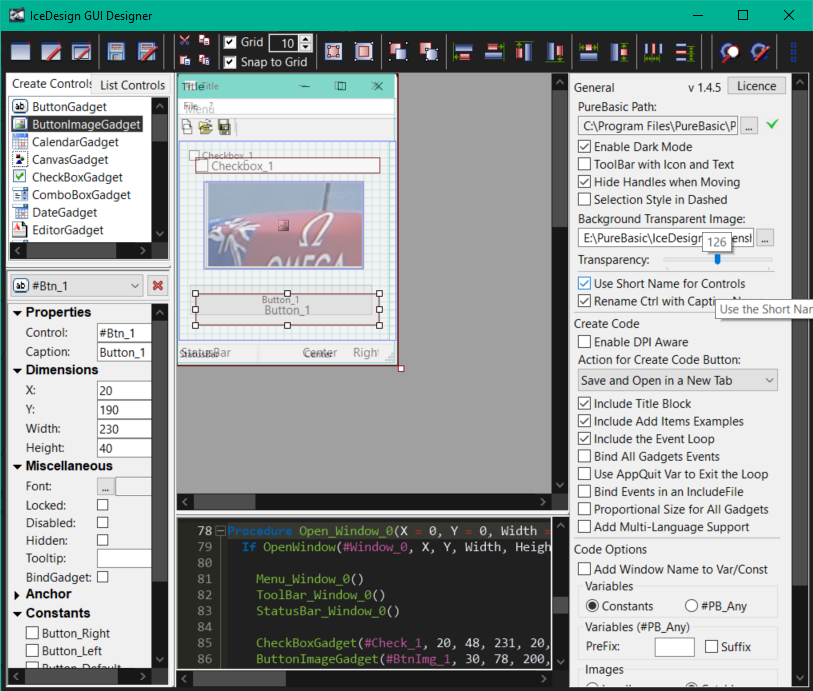 IceDesign GUI Designer
Grid 10
Snap to Grid
Create Controls List Controls
ab ButtonGadget
ButtonImageGadget
CalendarGadget
CanvasGadget
CheckBoxGadget
ComboBoxGadget
DateGadget
EditorGadget
ab #Btn_1
Properties
Control: #Btn_1
Caption: Button_1
Dimensions
X: 20
Y: 190
Width: 230
Height: 40
Miscellaneous
Font: ...
Locked:
Disabled:
Hidden:
Tooltip:
BindGadget:
Anchor
Constants
Button_Right
Button_Left
Button_Default
Title Title
File ?
Menu
Checkbox_1
Checkbox_1
Ω
OMEGA
Button_1
Button_1
StatusBar Center Right
StatusBar Center
78 Procedure Open_Window_0(X = 0, Y = 0, Width =
79 If OpenWindow(#Window_0, X, Y, Width, Heigh
80
81 Menu_Window_0()
82 ToolBar_Window_0()
83 StatusBar_Window_0()
84
85 CheckBoxGadget(#Check_1, 20, 48, 231, 20,
86 ButtonImageGadget(#BtnImg_1, 30, 78, 200,
General v 1.4.5 Licence
PureBasic Path:
C:\Program Files\PureBasic\P ...
Enable Dark Mode
ToolBar with Icon and Text
Hide Handles when Moving
Selection Style in Dashed
Background Transparent Image:
E:\PureBasic\IceDesign ...
126
Transparency:
Use Short Name for Controls
Rename Ctrl with Caption
Use the Short Nar
Create Code
Enable DPI Aware
Action for Create Code Button:
Save and Open in a New Tab
Include Title Block
Include Add Items Examples
Include the Event Loop
Bind All Gadgets Events
Use AppQuit Var to Exit the Loop
Bind Events in an IncludeFile
Proportional Size for All Gadgets
Add Multi-Language Support
Code Options
Add Window Name to Var/Const
Variables
Constants #PB_Any
Variables (#PB_Any)
PreFix: Suffix
Images